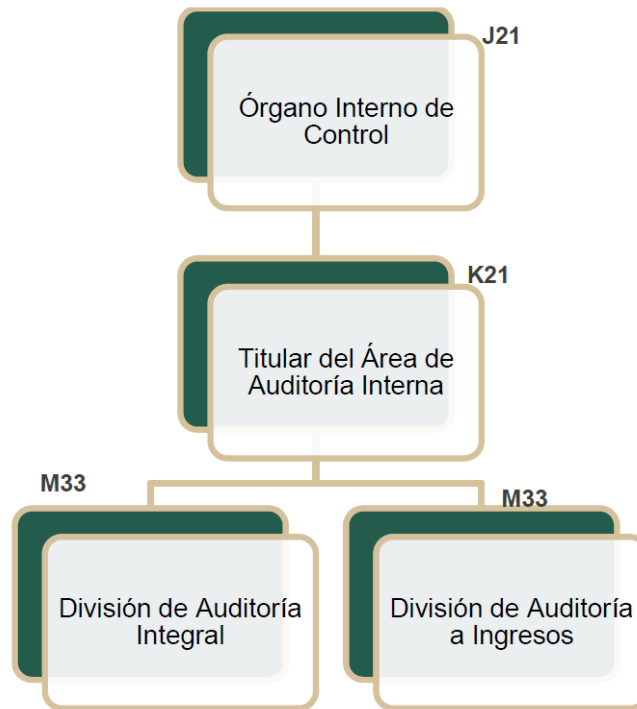 J21
Órgano Interno de
Control
K21
Titular del Área de
Auditoría Interna
M33
M33
División de Auditoría
Integral
División de Auditoría
a Ingresos